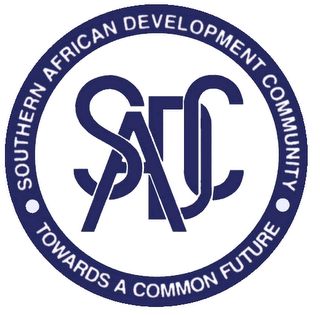 SOUTHERN AFRICAN DEVELOPMENT COMMUNITY
SADC
TOWARDS A COMMON FUTURE